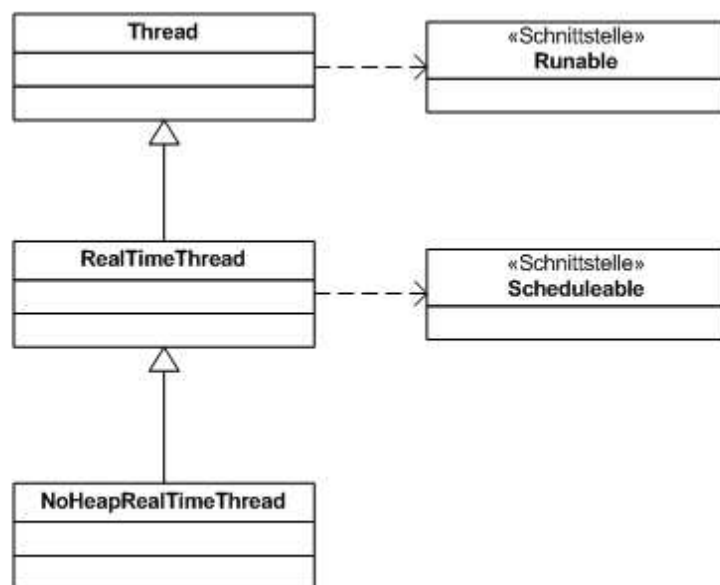 Thread
«Schnittstelle»
Runable
RealTimeThread
«Schnittstelle»
Scheduleable
NoHeapRealTimeThread